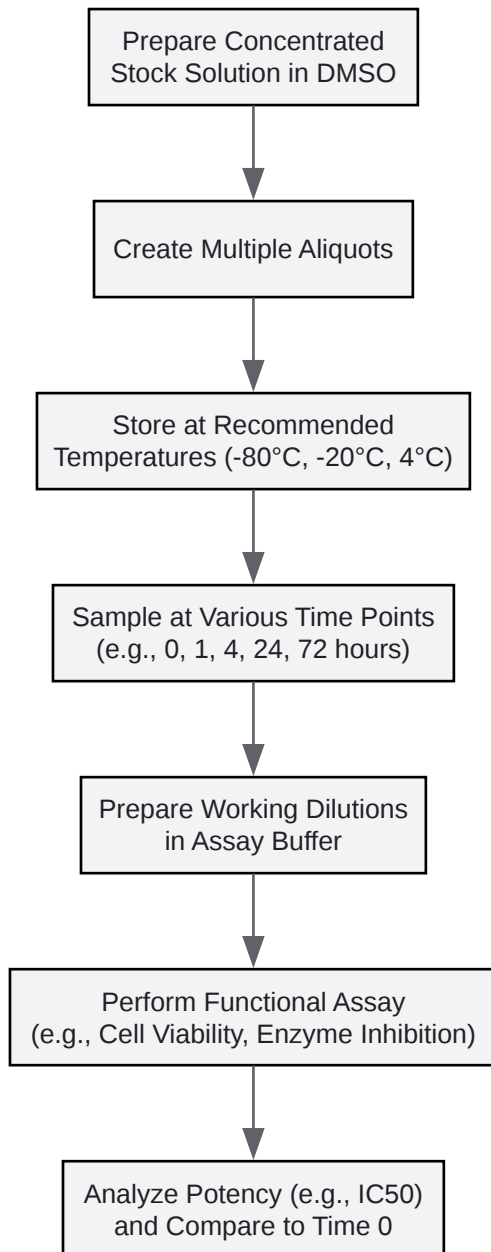 Prepare Concentrated
Stock Solution in DMSO
Create Multiple Aliquots
Store at Recommended
Temperatures (-80°C, -20°C, 4°C)
Sample at Various Time Points
(e.g., 0, 1, 4, 24, 72 hours)
Prepare Working Dilutions
in Assay Buffer
Perform Functional Assay
(e.g., Cell Viability, Enzyme Inhibition)
Analyze Potency (e.g., IC50)
and Compare to Time 0